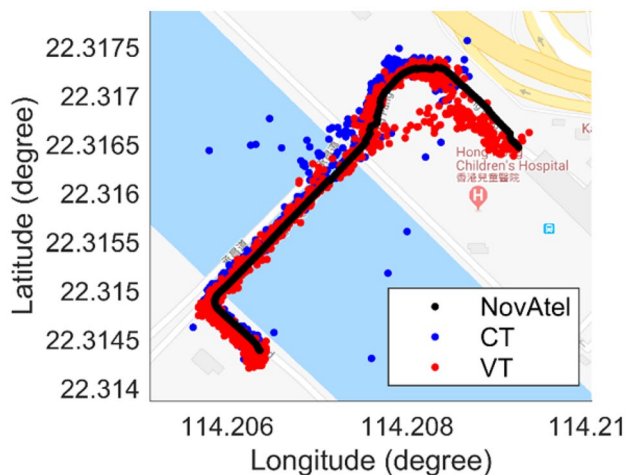 22.3175
22.317
22.3165
22.316
22.3155
22.315
22.3145
22.314
Latitude (degree)
Ka
Children's Hospital
香港兒童醫院
H
NovAtel
CT
VT
114.206
114.208
114.21
Longitude (degree)